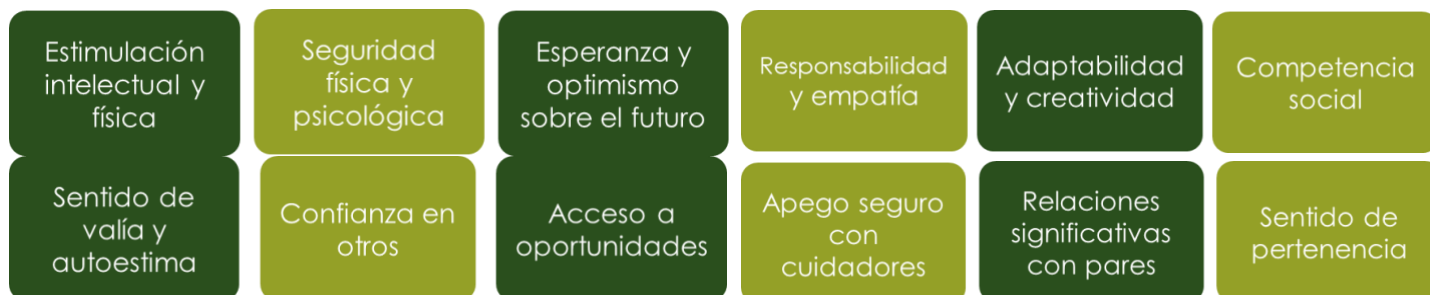 Estimulación
intelectual y
física
Seguridad
física y
psicológica
Esperanza y
optimismo
sobre el futuro
Responsabilidad
y empatía
Adaptabilidad
y creatividad
Competencia
social
Sentido de
valía y
autoestima
Confianza en
otros
Acceso a
oportunidades
Apego seguro
con
cuidadores
Relaciones
significativas
con pares
Sentido de
pertenencia